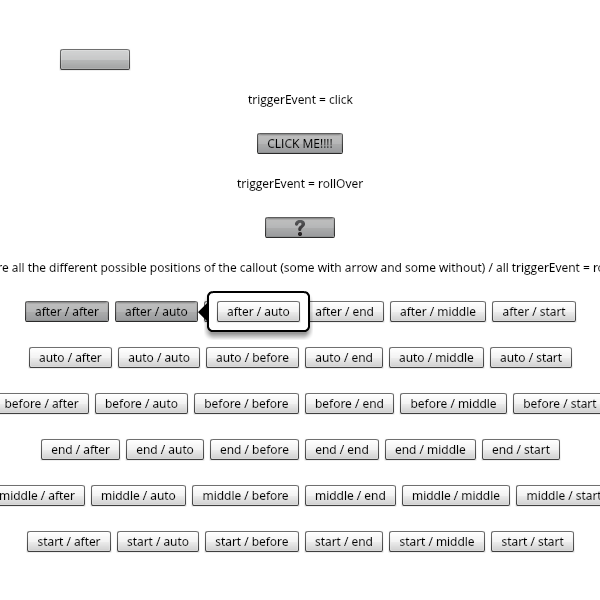 triggerEvent = click
CLICK ME!!!!
triggerEvent = rollOver
?
all the different possible positions of the callout (some with arrow and some without) / all triggerEvent =
after / after after / auto after / auto after / end after / middle after / start
auto / after auto / auto auto / before auto / end auto / middle auto / start
before / after before / auto before / before before / end before / middle before / start
end / after end / auto end / before end / end end / middle end / start
middle / after middle / auto middle / before middle / end middle / middle middle / start
start / after start / auto start / before start / end start / middle start / start